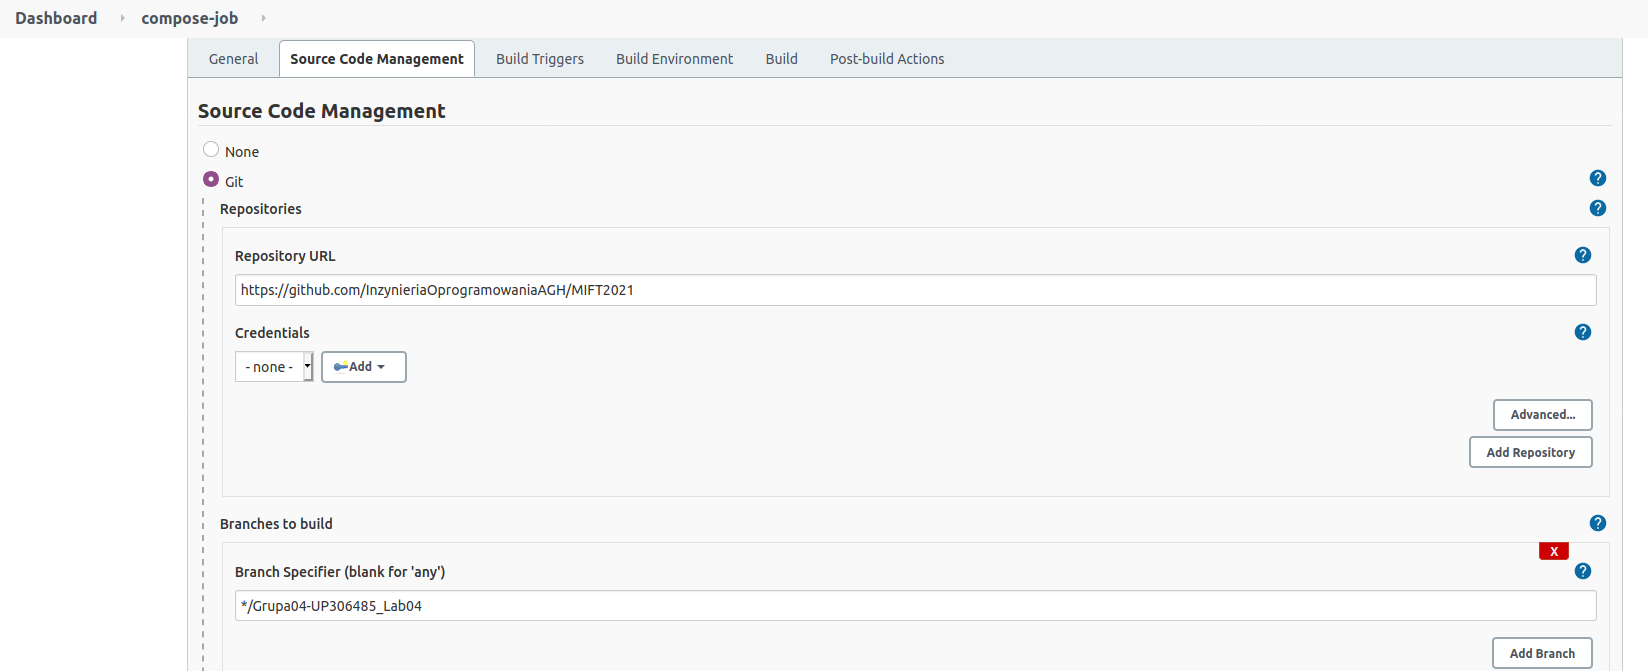 Dashboard compose-job
General Source Code Management Build Triggers Build Environment Build Post-build Actions
Source Code Management
None
Git
?
Repositories
?
Repository URL
?
https://github.com/InzynieriaOprogramowaniaAGH/MIFT2021
Credentials
?
- none - Add
Advanced...
Add Repository
Branches to build
?
X
Branch Specifier (blank for 'any')
?
*/Grupa04-UP306485_Lab04
Add Branch